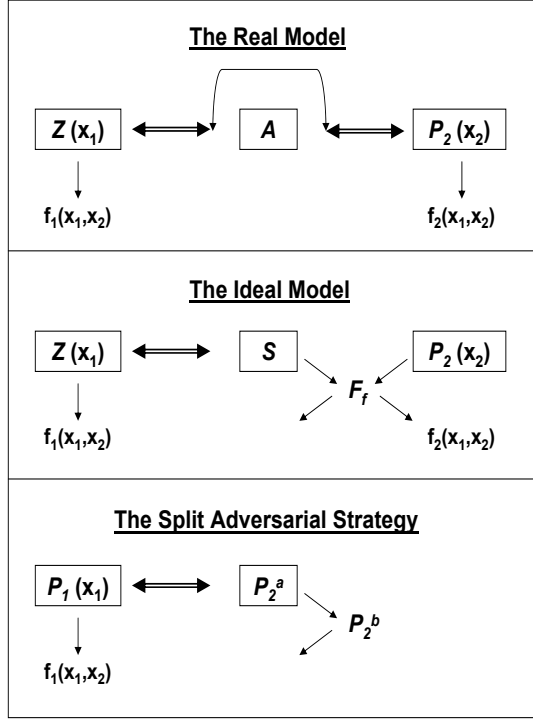 The Real Model
Z (x₁) A P₂ (x₂)
f₁(x₁,x₂) f₂(x₁,x₂)
The Ideal Model
Z (x₁) S P₂ (x₂)
F_f
f₁(x₁,x₂) f₂(x₁,x₂)
The Split Adversarial Strategy
P₁ (x₁) P₂ᵃ
P₂ᵇ
f₁(x₁,x₂)